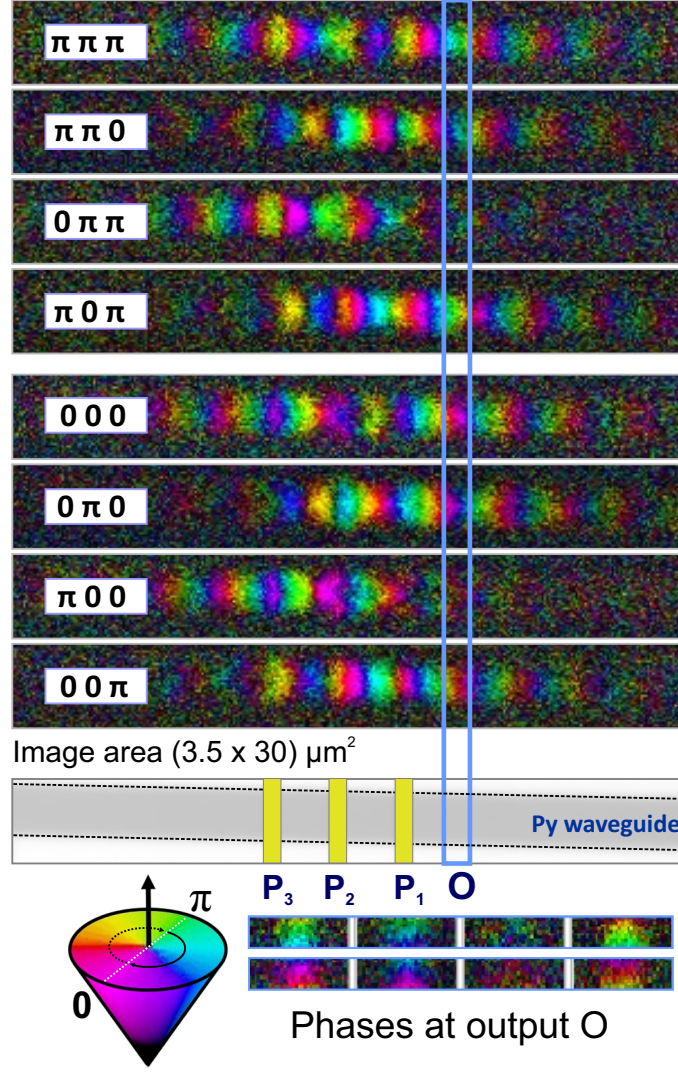 π π π
π π 0
0 π π
π 0 π
0 0 0
0 π 0
π 0 0
0 0 π
Image area (3.5 x 30) μm²
Py waveguide
P₃ P₂ P₁ O
π
0
Phases at output O